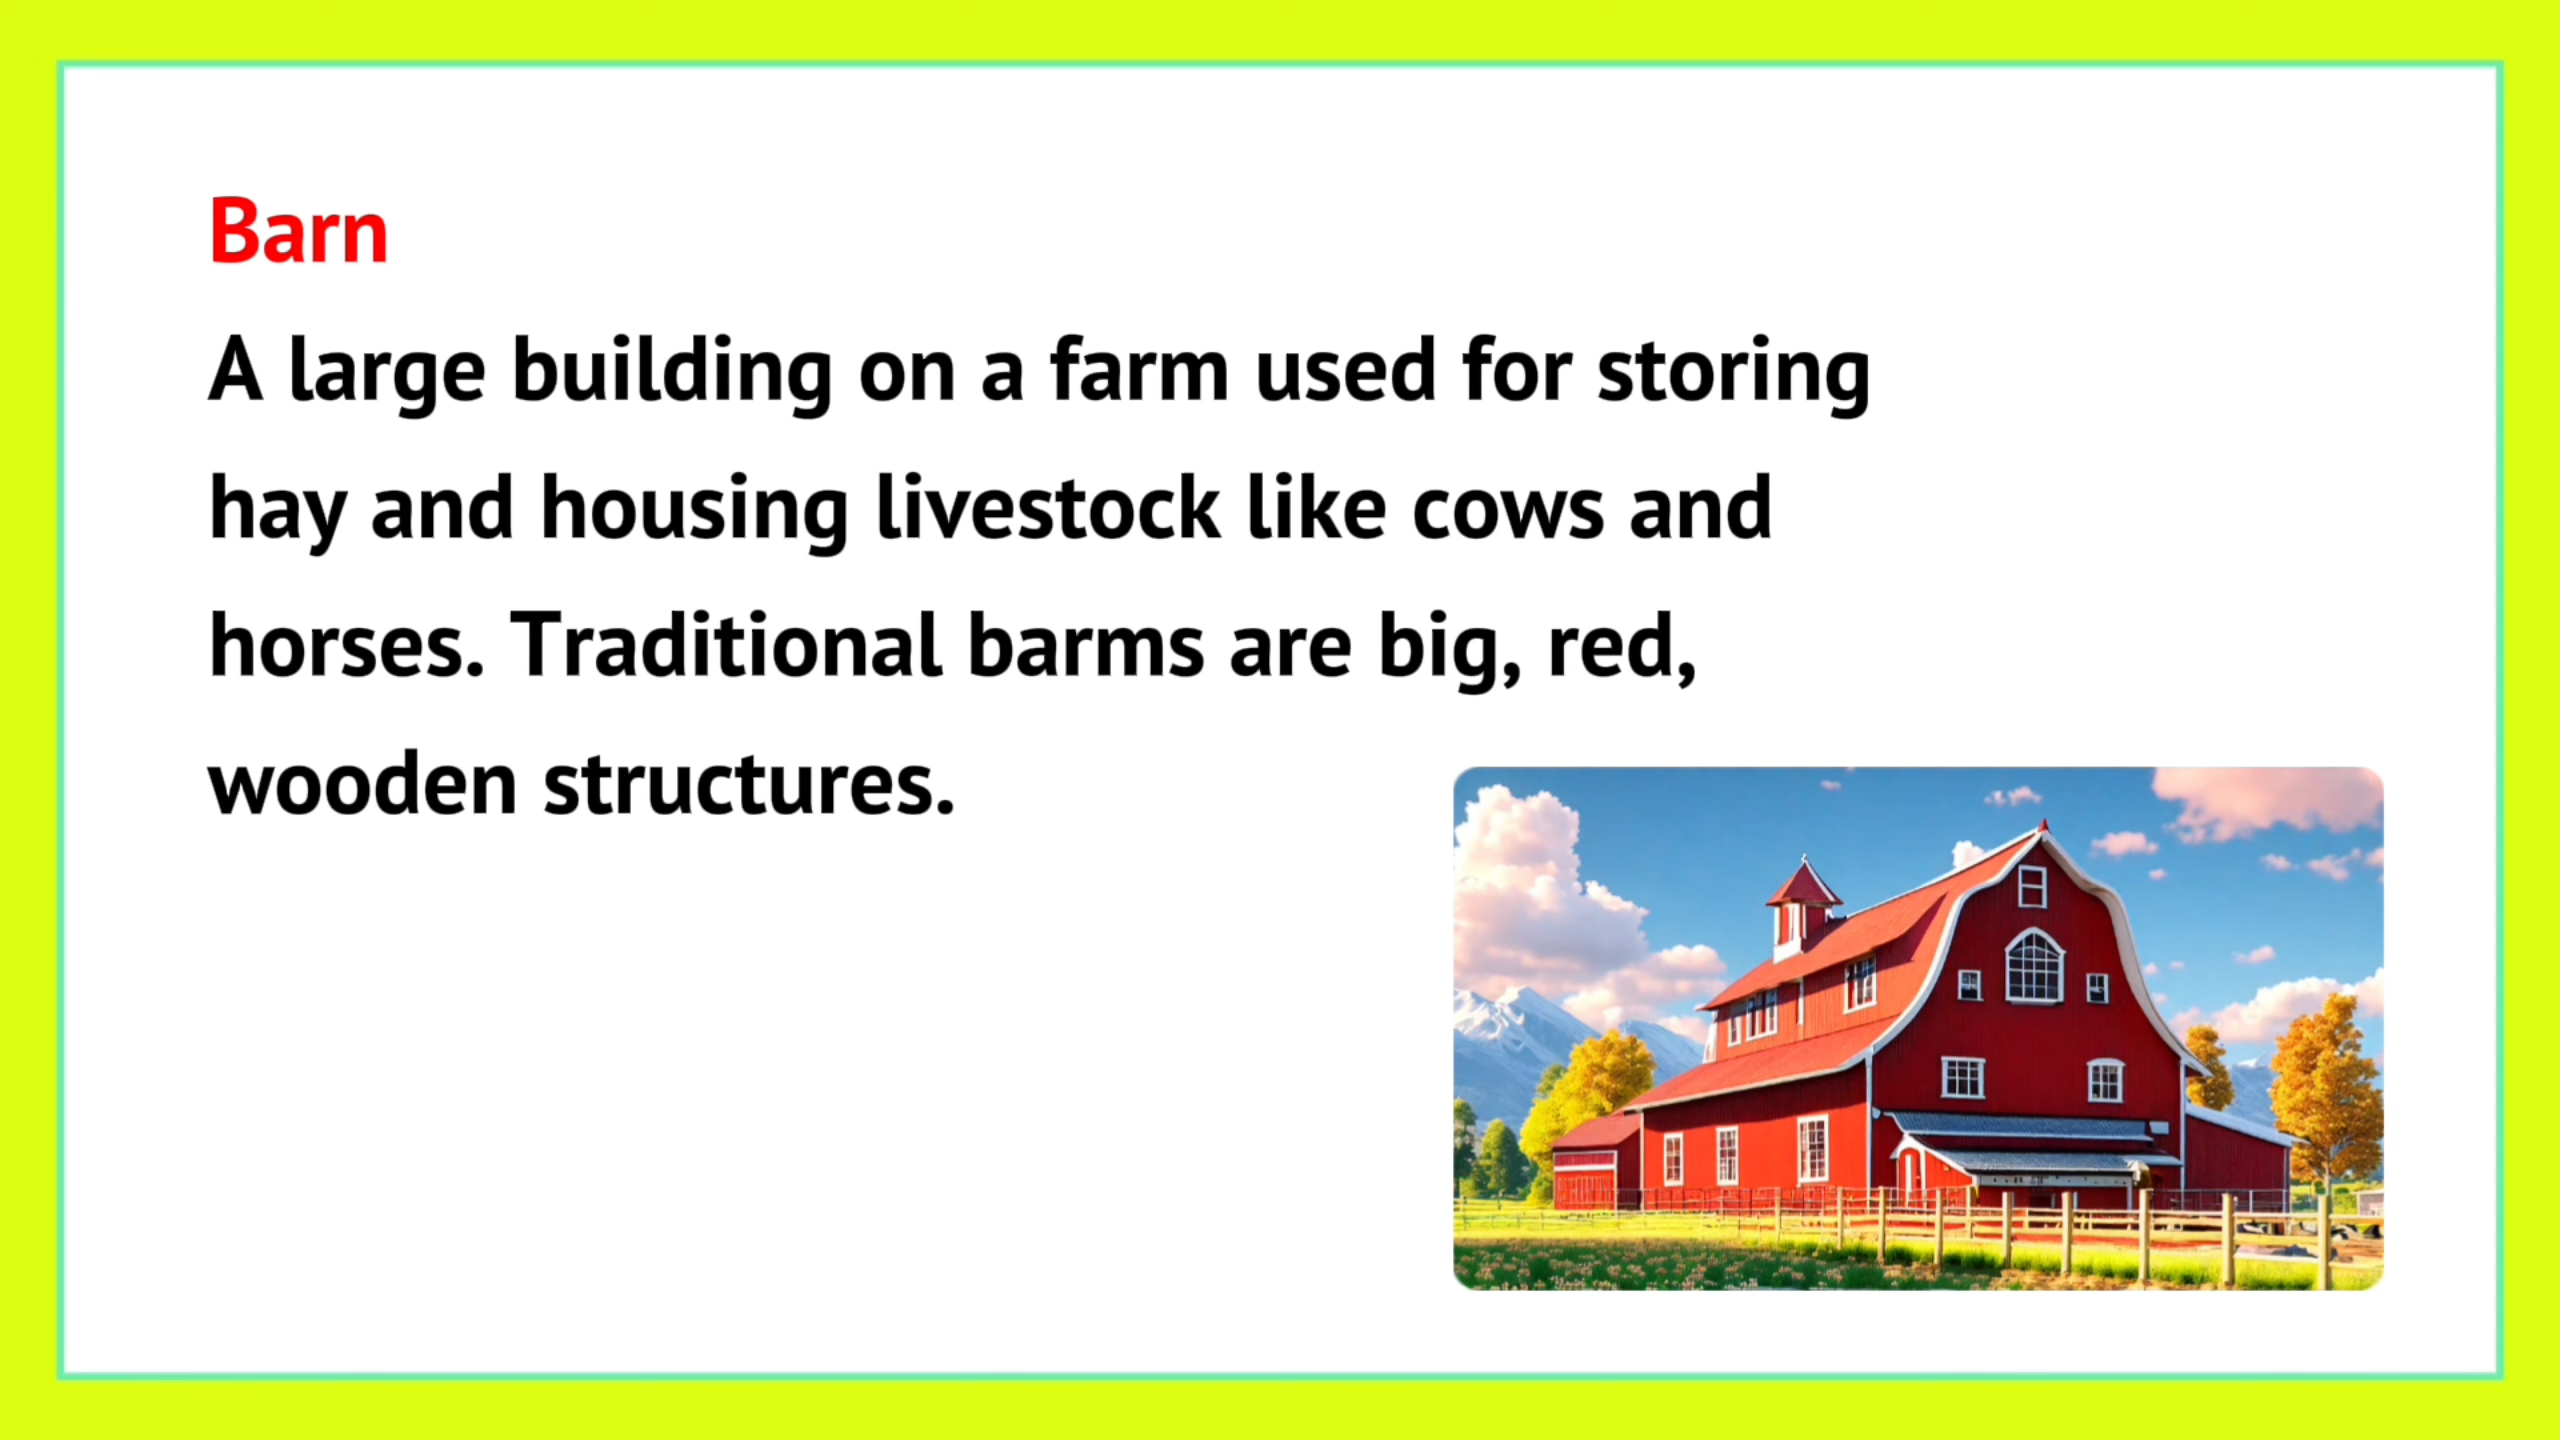 Barn
A large building on a farm used for storing
hay and housing livestock like cows and
horses. Traditional barms are big, red,
wooden structures.